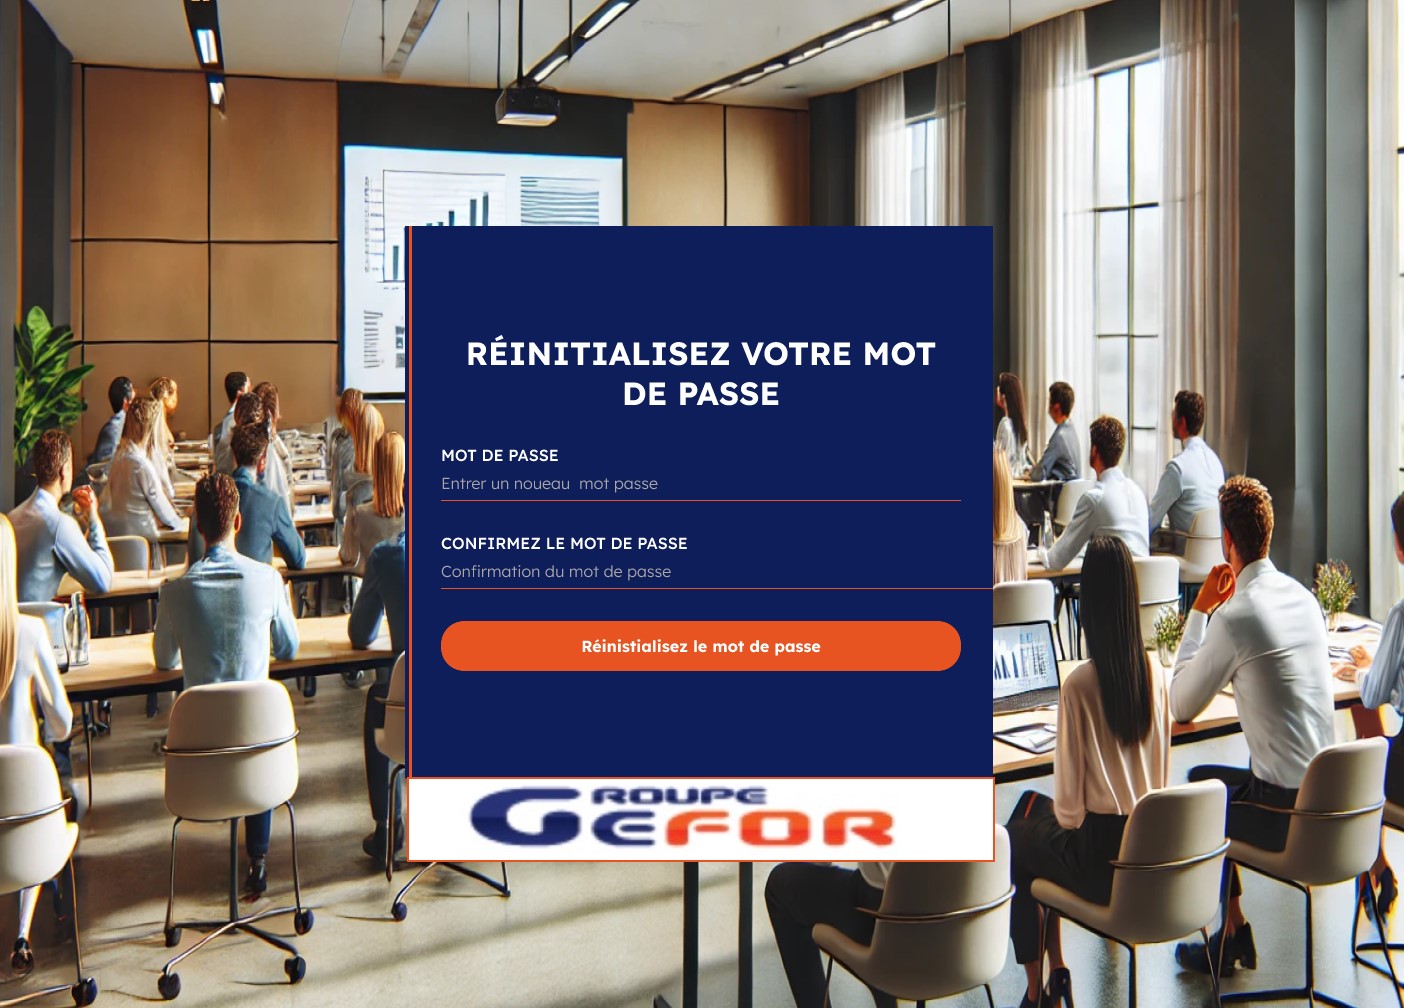 RÉINITIALISEZ VOTRE MOT
DE PASSE
MOT DE PASSE
Entrer un noueau  mot passe
CONFIRMEZ LE MOT DE PASSE
Confirmation du mot de passe
Réinistialisez le mot de passe
GROUPE
GEFOR